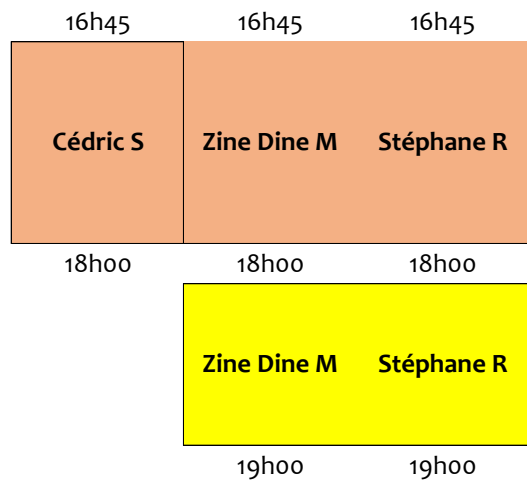 16h45 16h45 16h45
Cédric S Zine Dine M Stéphane R
18h00 18h00 18h00
Zine Dine M Stéphane R
19h00 19h00